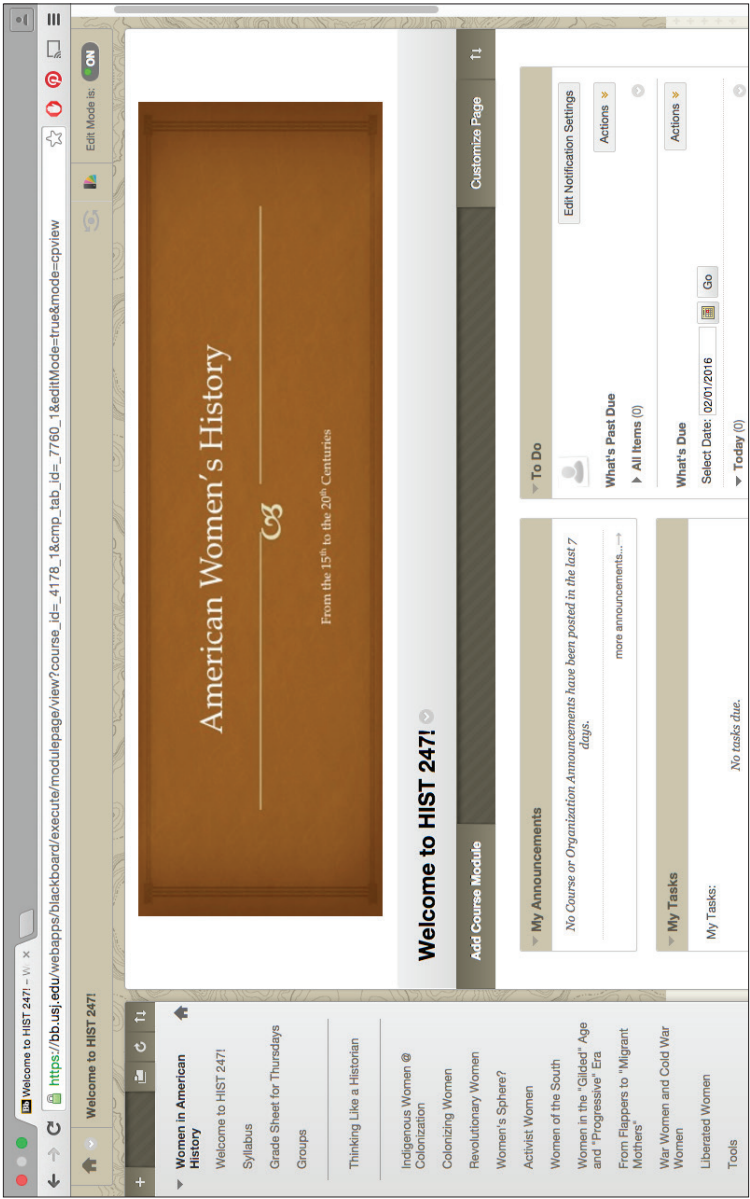 Welcome to HIST 247! – W
https://bb.usj.edu/webapps/blackboard/execute/modulepage/view?course_id=_4178_1&cmp_tab_id=_7760_1&editMode=true&mode=cpview
Welcome to HIST 247!
Edit Mode is:
ON
Women in American
History
Welcome to HIST 247!
Syllabus
Grade Sheet for Thursdays
Groups
Thinking Like a Historian
Indigenous Women @
Colonization
Colonizing Women
Revolutionary Women
Women's Sphere?
Activist Women
Women of the South
Women in the "Gilded" Age
and "Progressive" Era
From Flappers to "Migrant
Mothers"
War Women and Cold War
Women
Liberated Women
Tools
American Women's History
From the 15th to the 20th Centuries
Welcome to HIST 247!
Add Course Module
Customize Page
My Announcements
No Course or Organization Announcements have been posted in the last 7
days.
more announcements...→
My Tasks
My Tasks:
No tasks due.
To Do
Edit Notification Settings
What's Past Due
Actions
All Items (0)
What's Due
Actions
Select Date: 02/01/2016 Go
Today (0)